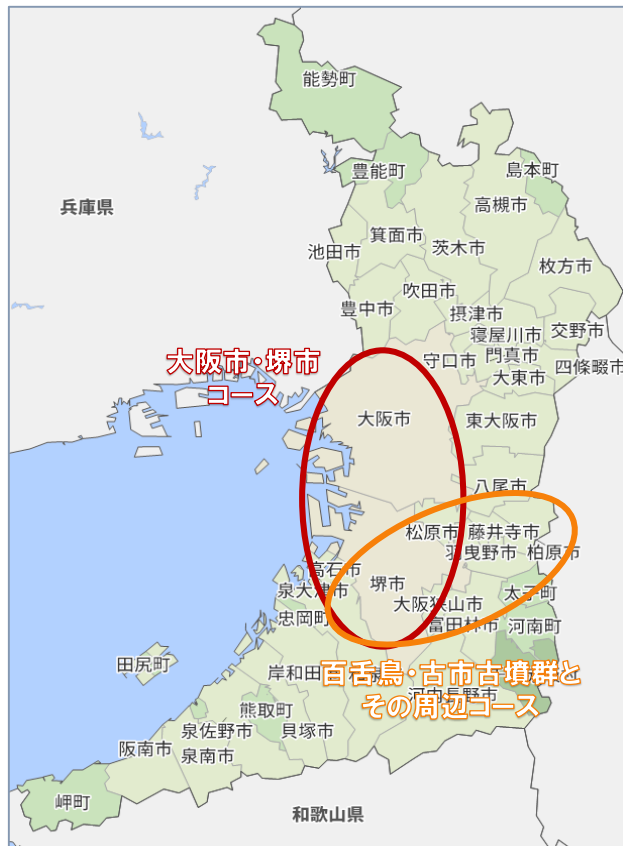 能勢町
豊能町
島本町
兵庫県
高槻市
箕面市
茨木市
池田市
枚方市
吹田市
豊中市
摂津市
寝屋川市
交野市
守口市
門真市
四條畷市
大東市
大阪市・堺市
コース
大阪市
東大阪市
八尾市
松原市
藤井寺市
羽曳野市
柏原市
高石市
堺市
泉大津市
大阪狭山市
太子町
忠岡町
富田林市
河南町
田尻町
岸和田
百舌鳥・古市古墳群と
その周辺コース
河内長野市
熊取町
泉佐野市
貝塚市
阪南市
泉南市
岬町
和歌山県